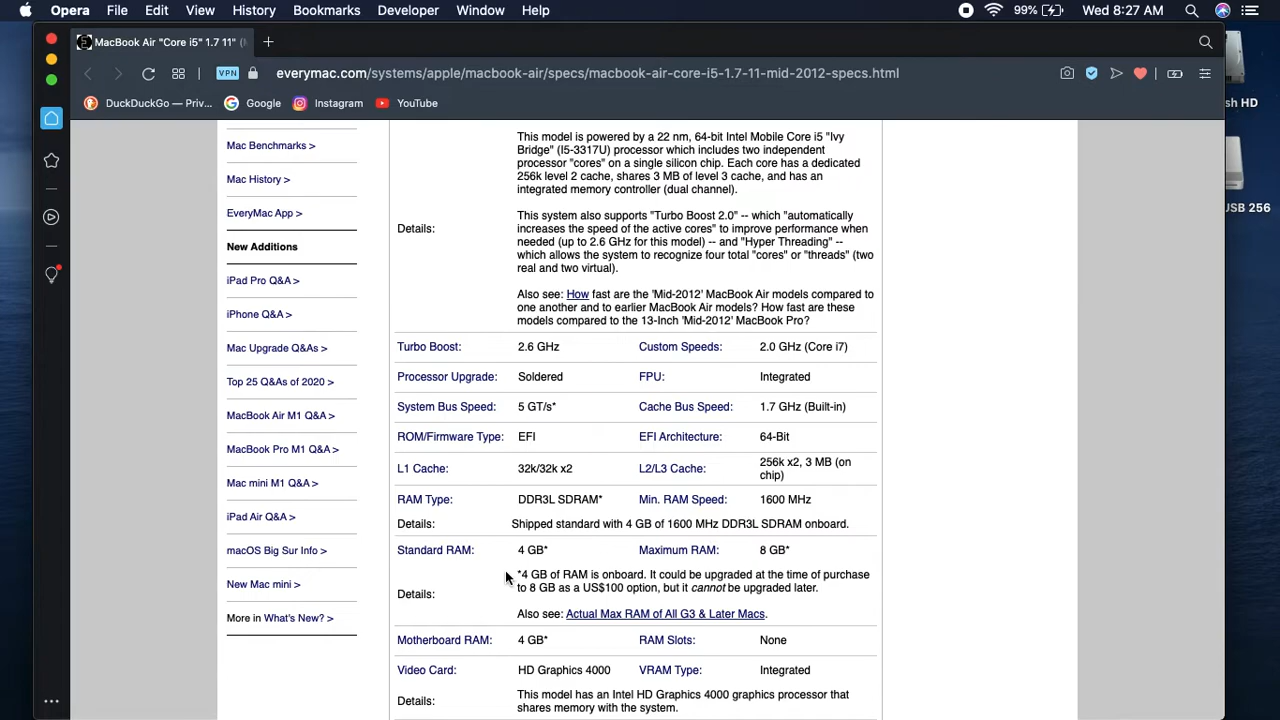 Opera File Edit View History Bookmarks Developer Window Help 99% Wed 8:27 AM
MacBook Air "Core i5" 1.7 11" (
VPN everymac.com/systems/apple/macbook-air/specs/macbook-air-core-i5-1.7-11-mid-2012-specs.html
DuckDuckGo — Priv... Google Instagram YouTube
sh HD
USB 256
Mac Benchmarks >
Mac History >
EveryMac App >
New Additions
iPad Pro Q&A >
iPhone Q&A >
Mac Upgrade Q&As >
Top 25 Q&As of 2020 >
MacBook Air M1 Q&A >
MacBook Pro M1 Q&A >
Mac mini M1 Q&A >
iPad Air Q&A >
macOS Big Sur Info >
New Mac mini >
More in What's New? >
Details:
This model is powered by a 22 nm, 64-bit Intel Mobile Core i5 "Ivy
Bridge" (I5-3317U) processor which includes two independent
processor "cores" on a single silicon chip. Each core has a dedicated
256k level 2 cache, shares 3 MB of level 3 cache, and has an
integrated memory controller (dual channel).
This system also supports "Turbo Boost 2.0" -- which "automatically
increases the speed of the active cores" to improve performance when
needed (up to 2.6 GHz for this model) -- and "Hyper Threading" --
which allows the system to recognize four total "cores" or "threads" (two
real and two virtual).
Also see: How fast are the 'Mid-2012' MacBook Air models compared to
one another and to earlier MacBook Air models? How fast are these
models compared to the 13-Inch 'Mid-2012' MacBook Pro?
Turbo Boost: 2.6 GHz Custom Speeds: 2.0 GHz (Core i7)
Processor Upgrade: Soldered FPU: Integrated
System Bus Speed: 5 GT/s* Cache Bus Speed: 1.7 GHz (Built-in)
ROM/Firmware Type: EFI EFI Architecture: 64-Bit
L1 Cache: 32k/32k x2 L2/L3 Cache: 256k x2, 3 MB (on
chip)
RAM Type: DDR3L SDRAM* Min. RAM Speed: 1600 MHz
Details: Shipped standard with 4 GB of 1600 MHz DDR3L SDRAM onboard.
Standard RAM: 4 GB* Maximum RAM: 8 GB*
Details:
*4 GB of RAM is onboard. It could be upgraded at the time of purchase
to 8 GB as a US$100 option, but it cannot be upgraded later.
Also see: Actual Max RAM of All G3 & Later Macs.
Motherboard RAM: 4 GB* RAM Slots: None
Video Card: HD Graphics 4000 VRAM Type: Integrated
Details:
This model has an Intel HD Graphics 4000 graphics processor that
shares memory with the system.